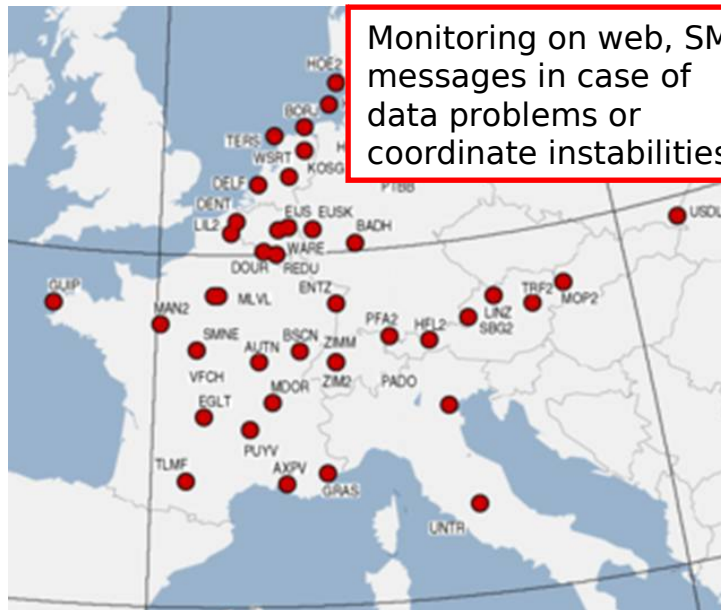 Monitoring on web, SM
messages in case of
data problems or
coordinate instabilities
HOE2
BORJ
TERS
WSRT
KOSG
DELF
PTBB
DENT
EIJS EUSK
USDL
LIL2
BADH
WARE
DOUR
REDU
GUIP
MLVL
ENTZ
TRF2
MOP2
MAN2
LINZ
PFA2
HFL2
SBG2
SMNE
AUTN
BSCN
ZIMM
VFCH
MDOR
ZIM2
PADO
EGLT
PUYV
TLMF
AXPV
GRAS
UNTR